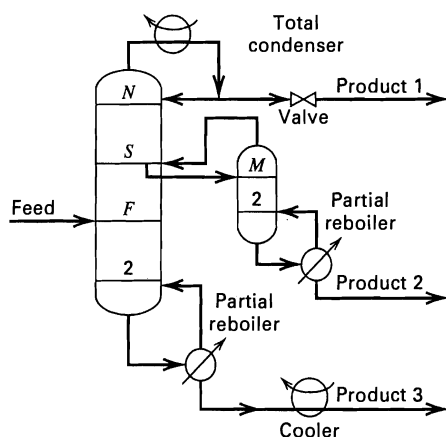 Total
condenser
N
Product 1
Valve
S
M
2
Partial
reboiler
Feed
F
Product 2
2
Partial
reboiler
Product 3
Cooler